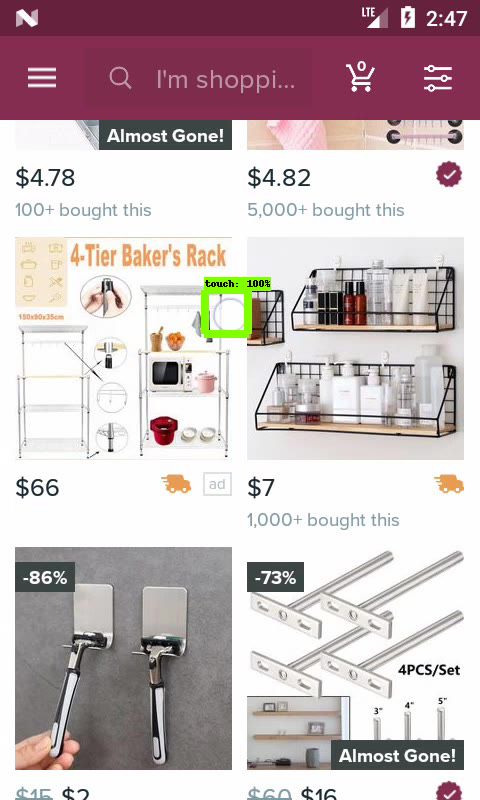 LTE
2:47
I'm shoppi...
0
Almost Gone!
$4.78
100+ bought this
$4.82
5,000+ bought this
4-Tier Baker's Rack
150x90x35cm
touch: 100%
$66
ad
$7
1,000+ bought this
-86%
-73%
4PCS/Set
3" 4" 5"
Almost Gone!
$15 $2
$60 $16